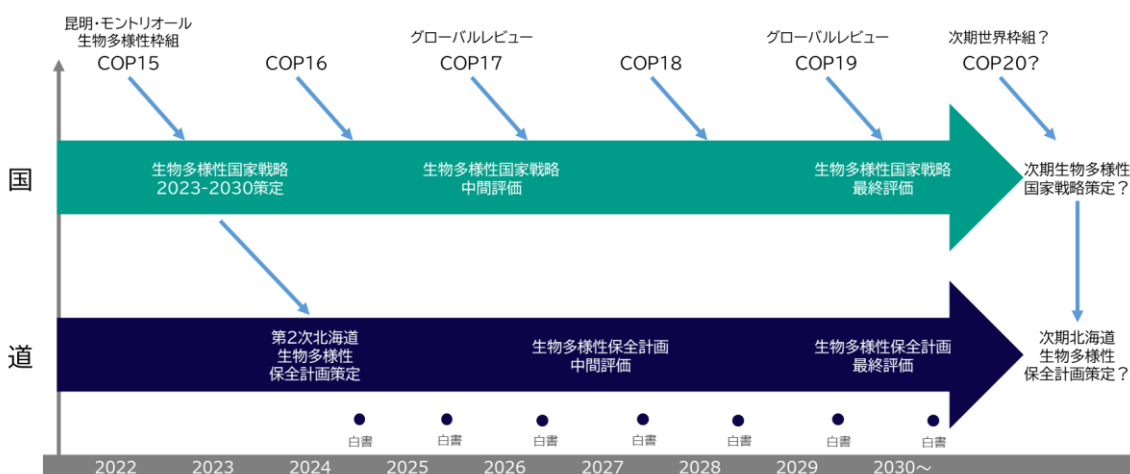 昆明・モントリオール
生物多様性枠組
COP15
COP16
グローバルレビュー
COP17
COP18
グローバルレビュー
COP19
次期世界枠組？
COP20?
国
生物多様性国家戦略
2023-2030策定
生物多様性国家戦略
中間評価
生物多様性国家戦略
最終評価
次期生物多様性
国家戦略策定？
道
第2次北海道
生物多様性
保全計画策定
生物多様性保全計画
中間評価
生物多様性保全計画
最終評価
次期北海道
生物多様性
保全計画策定？
白書
白書
白書
白書
白書
白書
白書
2022
2023
2024
2025
2026
2027
2028
2029
2030～